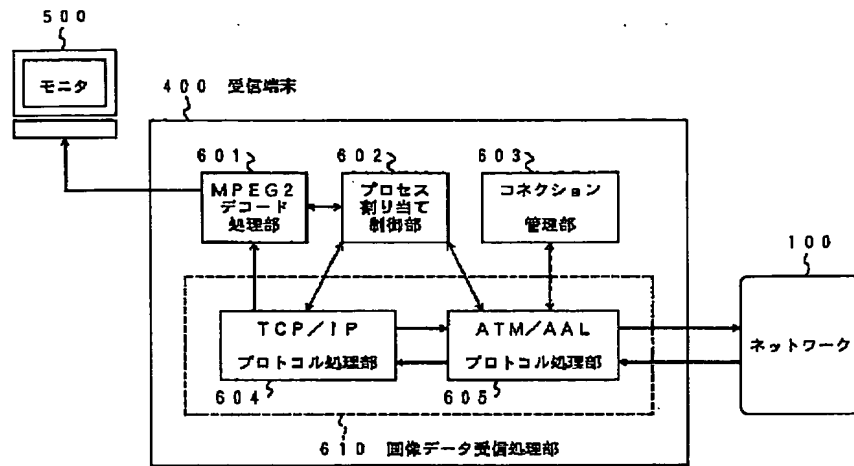 500
モニタ
400 受信端末
601
602
603
MPEG2
デコード
処理部
プロセス
割り当て
制御部
コネクション
管理部
100
ネットワーク
TCP/IP
プロトコル処理部
ATM/AAL
プロトコル処理部
604
605
610 画像データ受信処理部